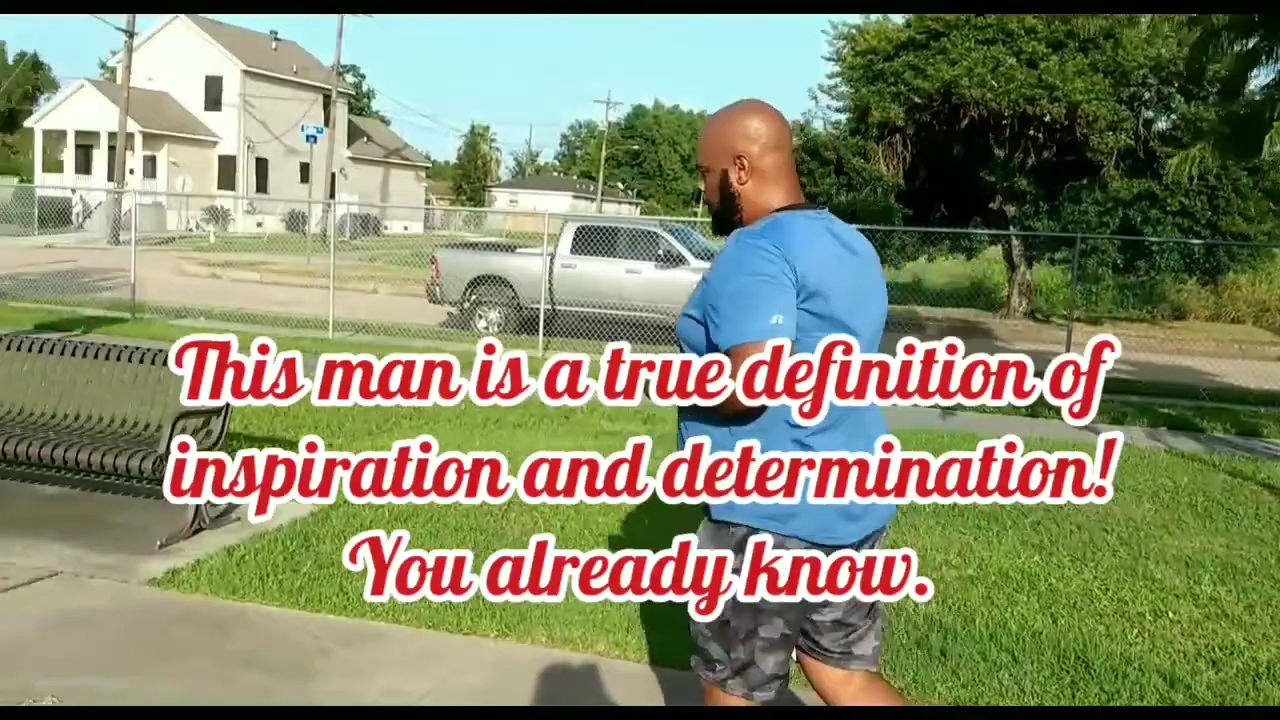 This man is a true definition of
inspiration and determination!
You already know.